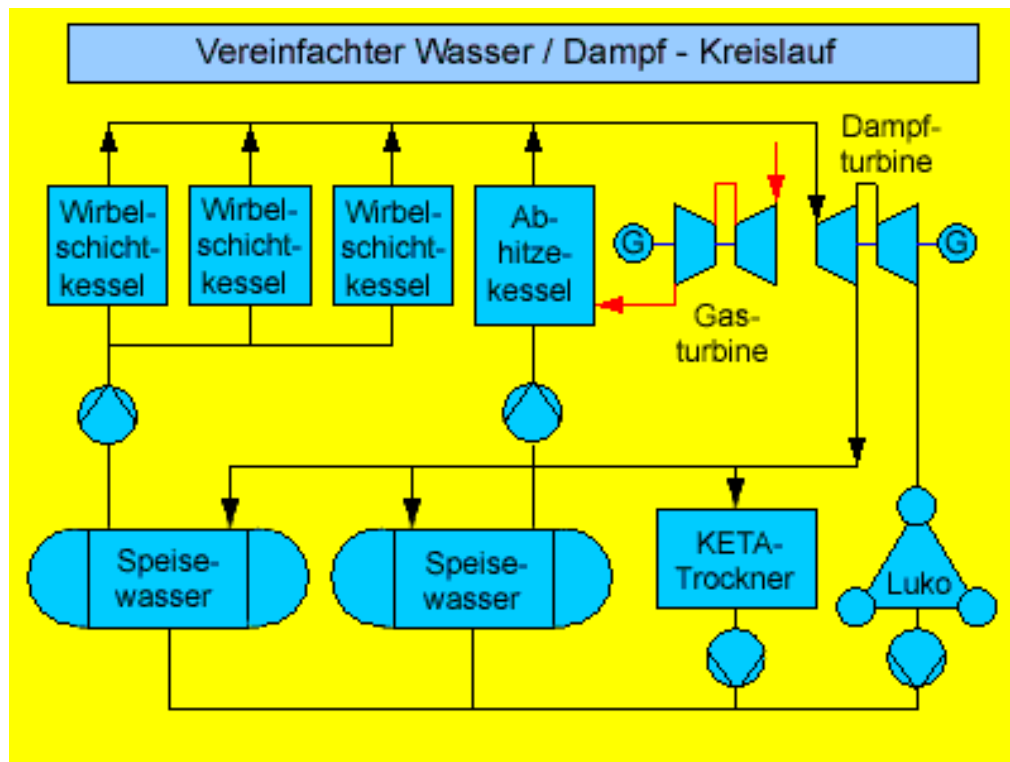 Vereinfachter Wasser / Dampf - Kreislauf
Dampf-
turbine
Wirbel-
schicht-
kessel
Wirbel-
schicht-
kessel
Wirbel-
schicht-
kessel
Ab-
hitze-
kessel
G
G
Gas-
turbine
Speise-
wasser
Speise-
wasser
KETA-
Trockner
Luko